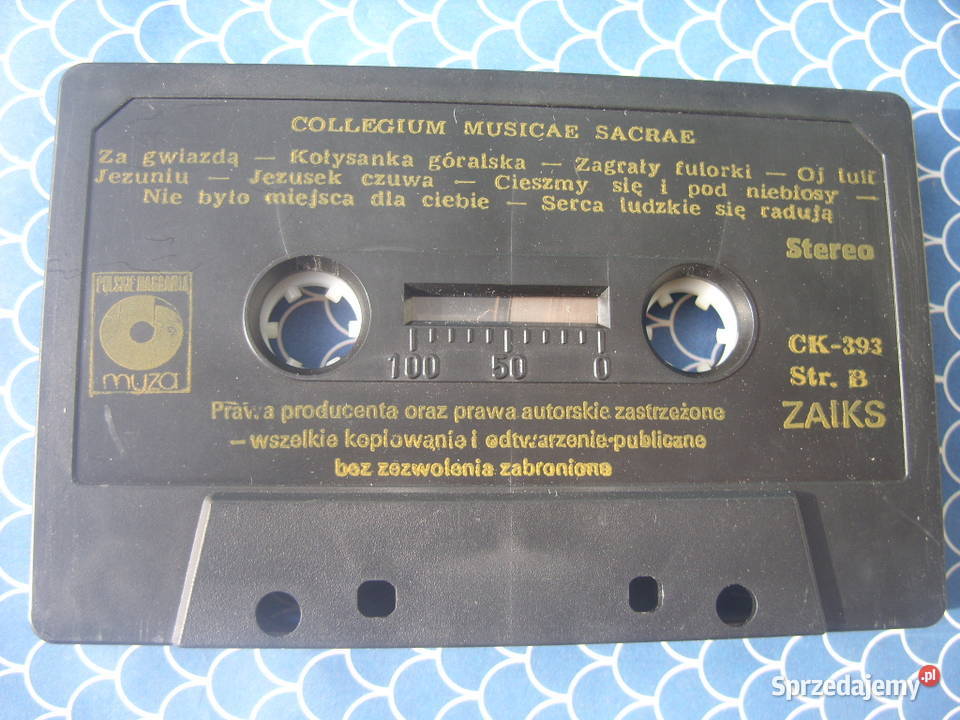 COLLEGIUM MUSICAE SACRAE
Za gwiazdą — Kołysanka góralska — Zagrały fulorki — Oj luli
Jezuniu — Jezusek czuwa — Cieszmy się i pod niebiosy —
Nie było miejsca dla ciebie — Serca ludzkie się radują
Stereo
POLSKIE NAGRANIA
muza
100 50 0
CK-393
Str. B
ZAIKS
Prawa producenta oraz prawa autorskie zastrzeżone
— wszelkie kopiowanie i odtwarzanie publiczne
bez zezwolenia zabronione
Sprzedajemy.pl